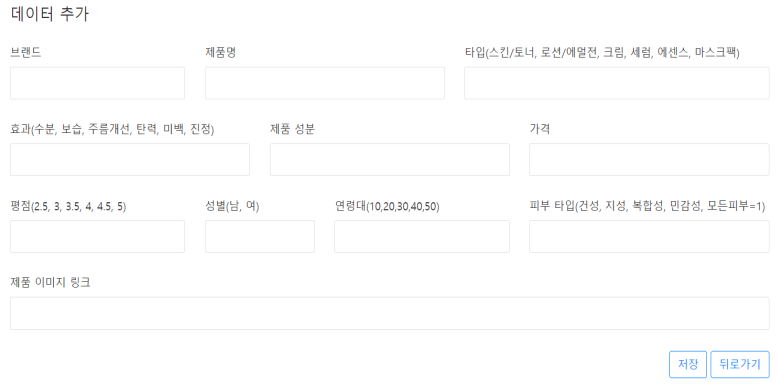 데이터 추가
브랜드 제품명 타입(스킨/토너, 로션/에멀전, 크림, 세럼, 에센스, 마스크팩)
효과(수분, 보습, 주름개선, 탄력, 미백, 진정) 제품 성분 가격
평점(2.5, 3, 3.5, 4, 4.5, 5) 성별(남, 여) 연령대(10,20,30,40,50) 피부 타입(건성, 지성, 복합성, 민감성, 모든피부=1)
제품 이미지 링크
저장 뒤로가기